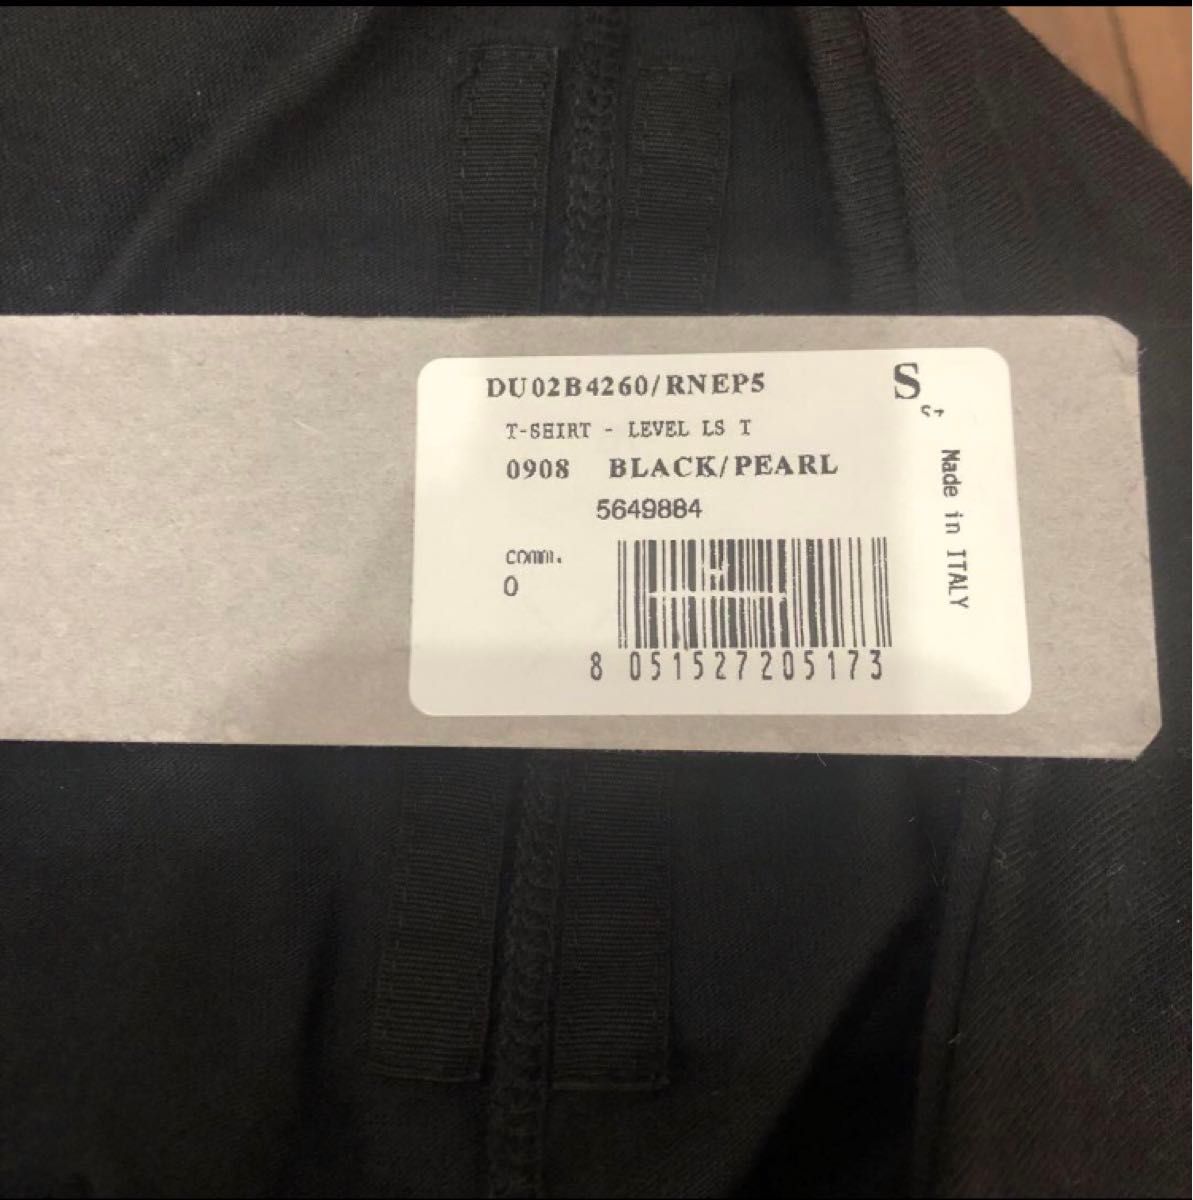 DU02B4260/RNEP5
S
T-SHIRT - LEVEL LS T
0908 BLACK/PEARL
5649884
comm.
0
8 051527 205173
Made in ITALY